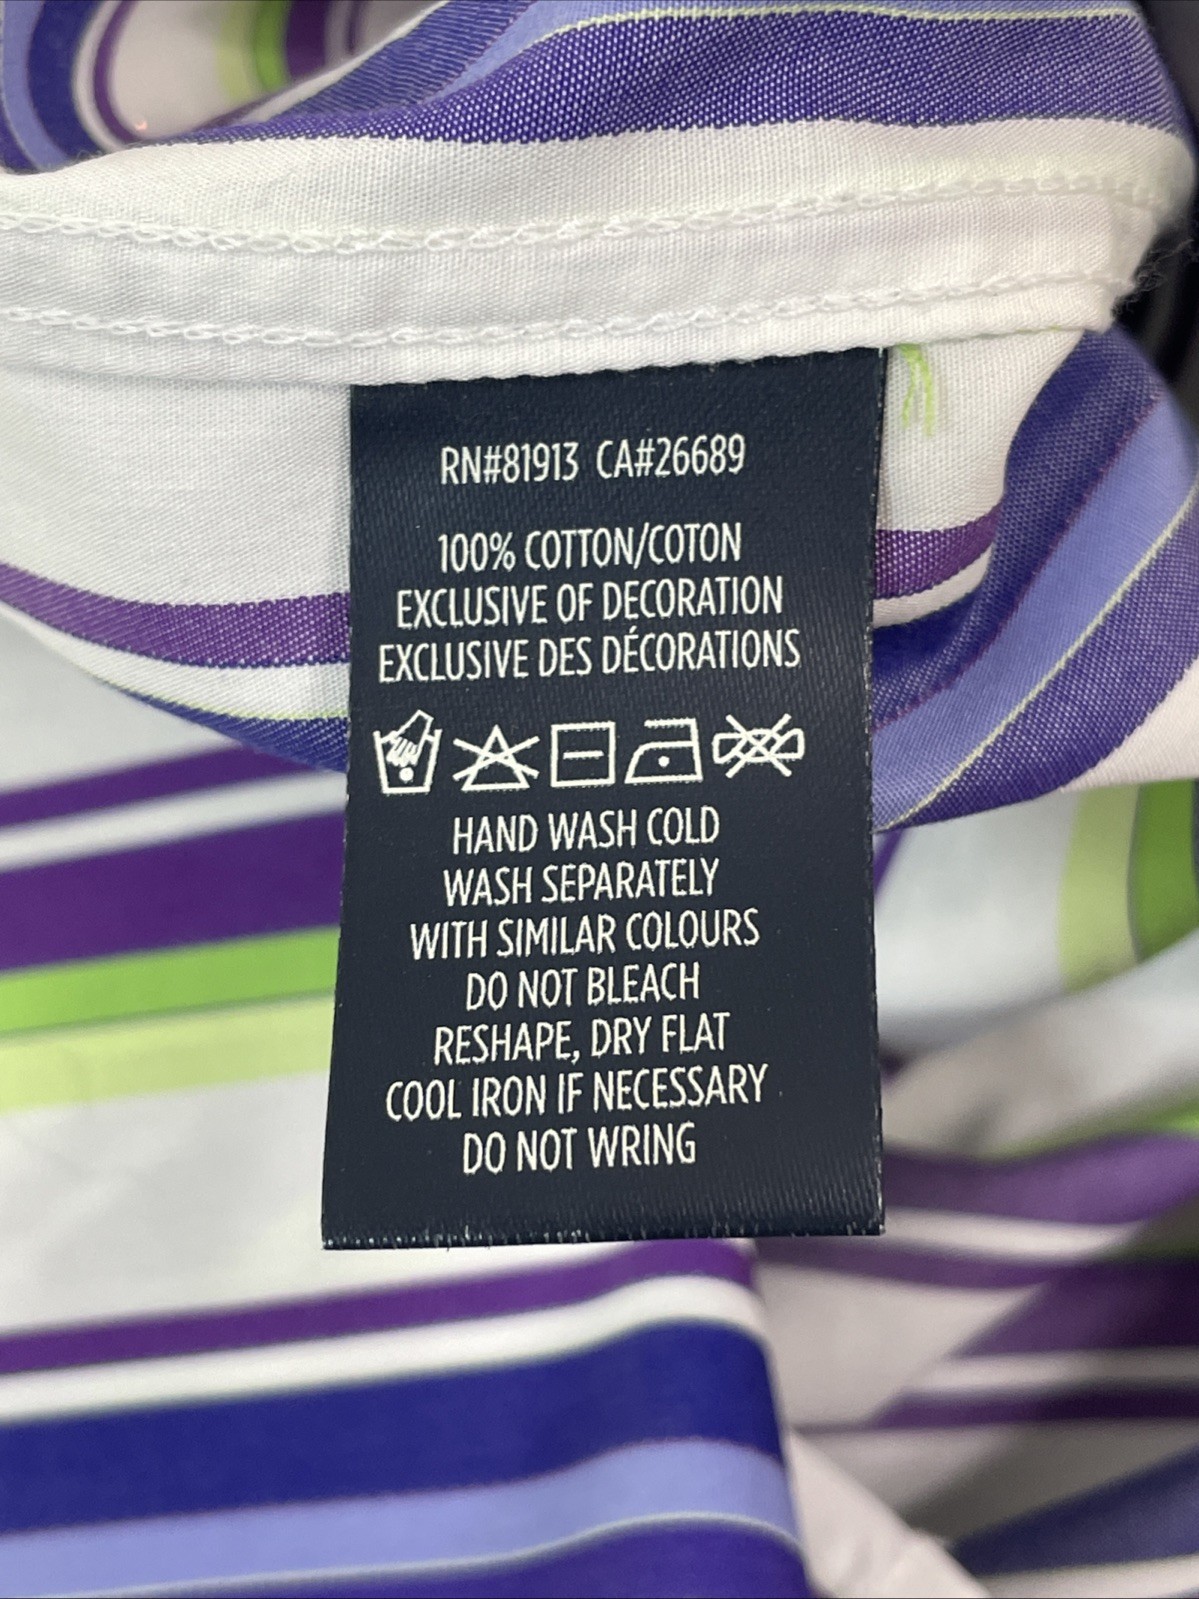 RN#81913 CA#26689
100% COTTON/COTON
EXCLUSIVE OF DECORATION
EXCLUSIVE DES DÉCORATIONS
HAND WASH COLD
WASH SEPARATELY
WITH SIMILAR COLOURS
DO NOT BLEACH
RESHAPE, DRY FLAT
COOL IRON IF NECESSARY
DO NOT WRING